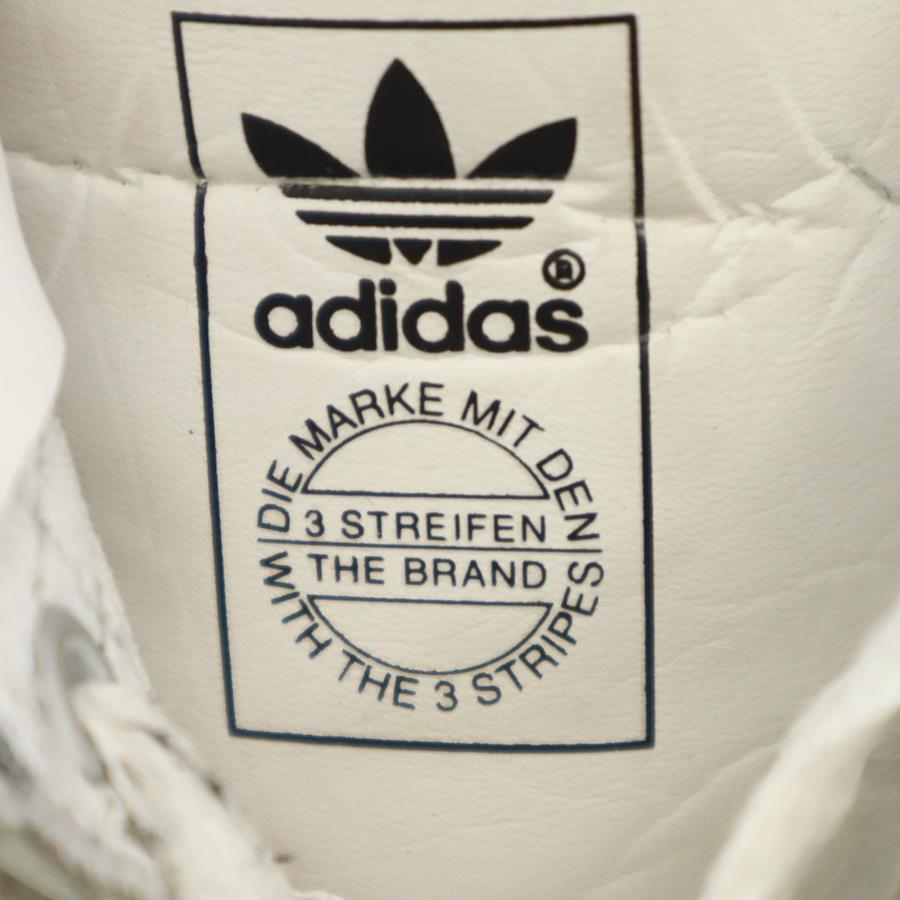 adidas®
DIE MARKE MIT DEN
3 STREIFEN
THE BRAND
WITH THE 3 STRIPES